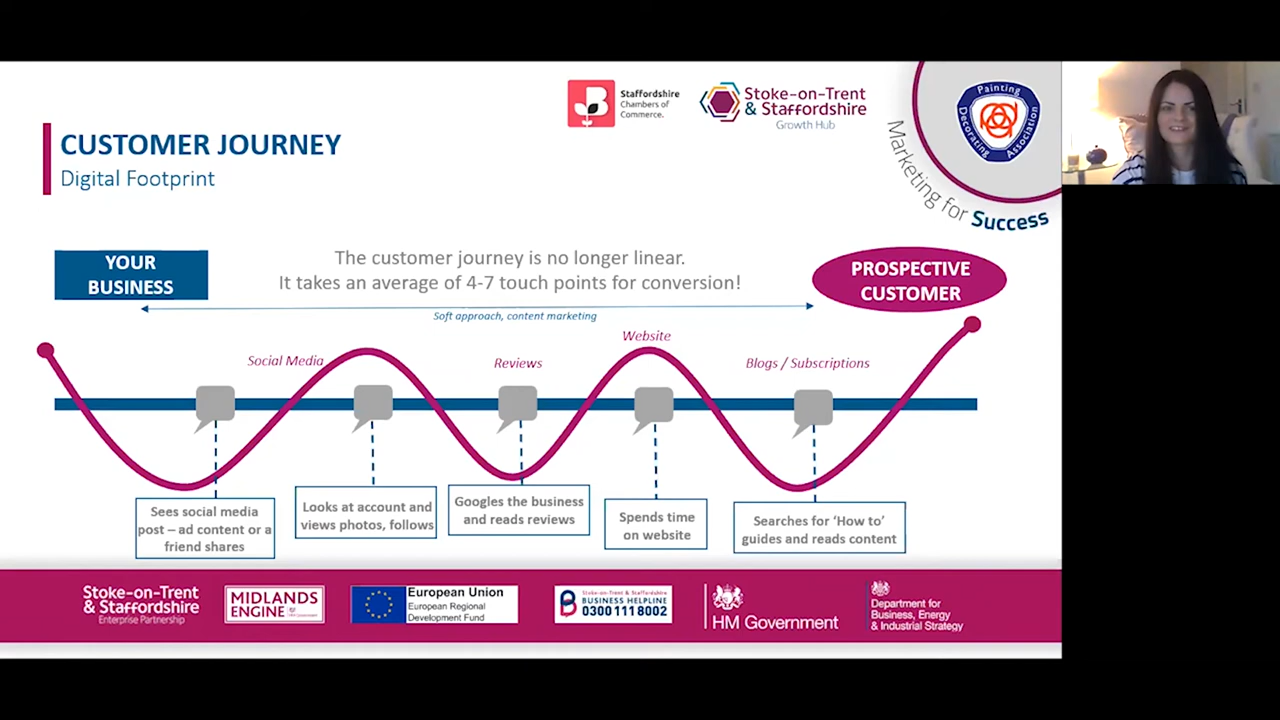 Staffordshire
Chambers of
Commerce.
Stoke-on-Trent
& Staffordshire
Growth Hub
Painting
Decorating
Association
Marketing for Success
CUSTOMER JOURNEY
Digital Footprint
YOUR
BUSINESS
The customer journey is no longer linear.
It takes an average of 4-7 touch points for conversion!
PROSPECTIVE
CUSTOMER
Soft approach, content marketing
Social Media
Reviews
Website
Blogs / Subscriptions
Sees social media
post – ad content or a
friend shares
Looks at account and
views photos, follows
Googles the business
and reads reviews
Spends time
on website
Searches for ‘How to’
guides and reads content
Stoke-on-Trent
& Staffordshire
Enterprise Partnership
MIDLANDS
ENGINE
European Union
European Regional
Development Fund
Stoke-on-Trent & Staffordshire
BUSINESS HELPLINE
0300 111 8002
HM Government
Department for
Business, Energy
& Industrial Strategy